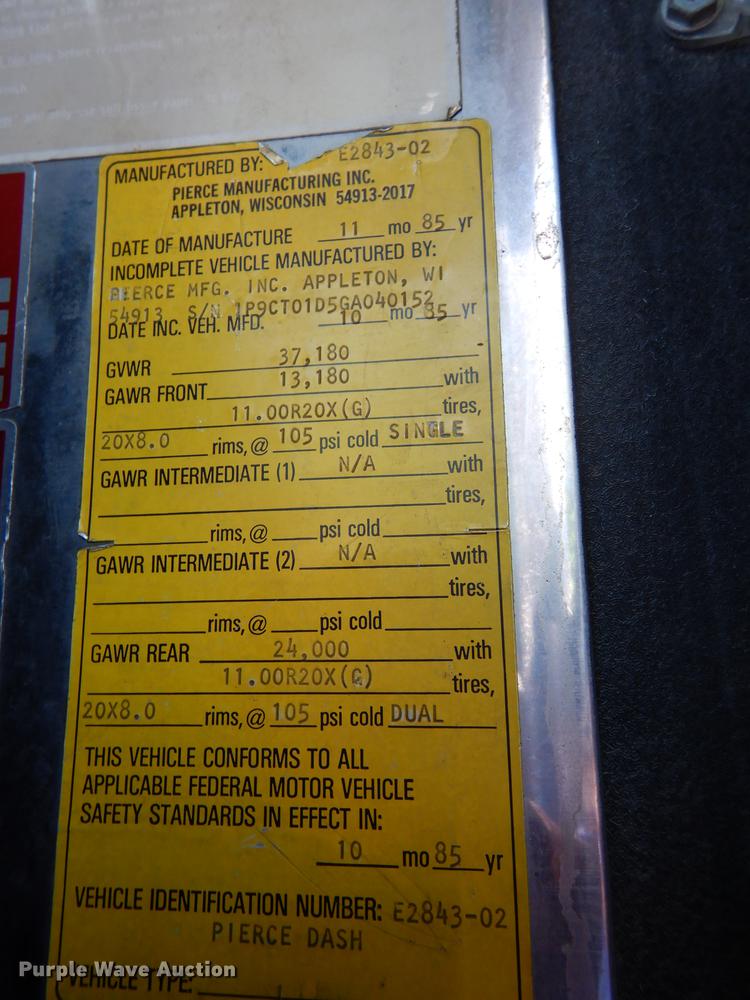 E2843-02
MANUFACTURED BY:
PIERCE MANUFACTURING INC.
APPLETON, WISCONSIN 54913-2017
DATE OF MANUFACTURE 11 mo 85 yr
INCOMPLETE VEHICLE MANUFACTURED BY:
PIERCE MFG. INC. APPLETON, WI
54913 S/N 1P9CT01D5GA040152
DATE INC. VEH. MFD. 10 mo 85 yr
GVWR 37,180
GAWR FRONT 13,180 with
11.00R20X(G) tires,
20X8.0 rims, @ 105 psi cold SINGLE
GAWR INTERMEDIATE (1) N/A with
tires,
rims, @ psi cold
GAWR INTERMEDIATE (2) N/A with
tires,
rims, @ psi cold
GAWR REAR 24,000 with
11.00R20X(G) tires,
20X8.0 rims, @ 105 psi cold DUAL
THIS VEHICLE CONFORMS TO ALL
APPLICABLE FEDERAL MOTOR VEHICLE
SAFETY STANDARDS IN EFFECT IN:
10 mo 85 yr
VEHICLE IDENTIFICATION NUMBER: E2843-02
PIERCE DASH
VEHICLE TYPE:
Purple Wave Auction